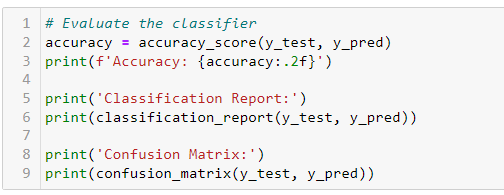 1 # Evaluate the classifier
2 accuracy = accuracy_score(y_test, y_pred)
3 print(f'Accuracy: {accuracy:.2f}')
4
5 print('Classification Report:')
6 print(classification_report(y_test, y_pred))
7
8 print('Confusion Matrix:')
9 print(confusion_matrix(y_test, y_pred))